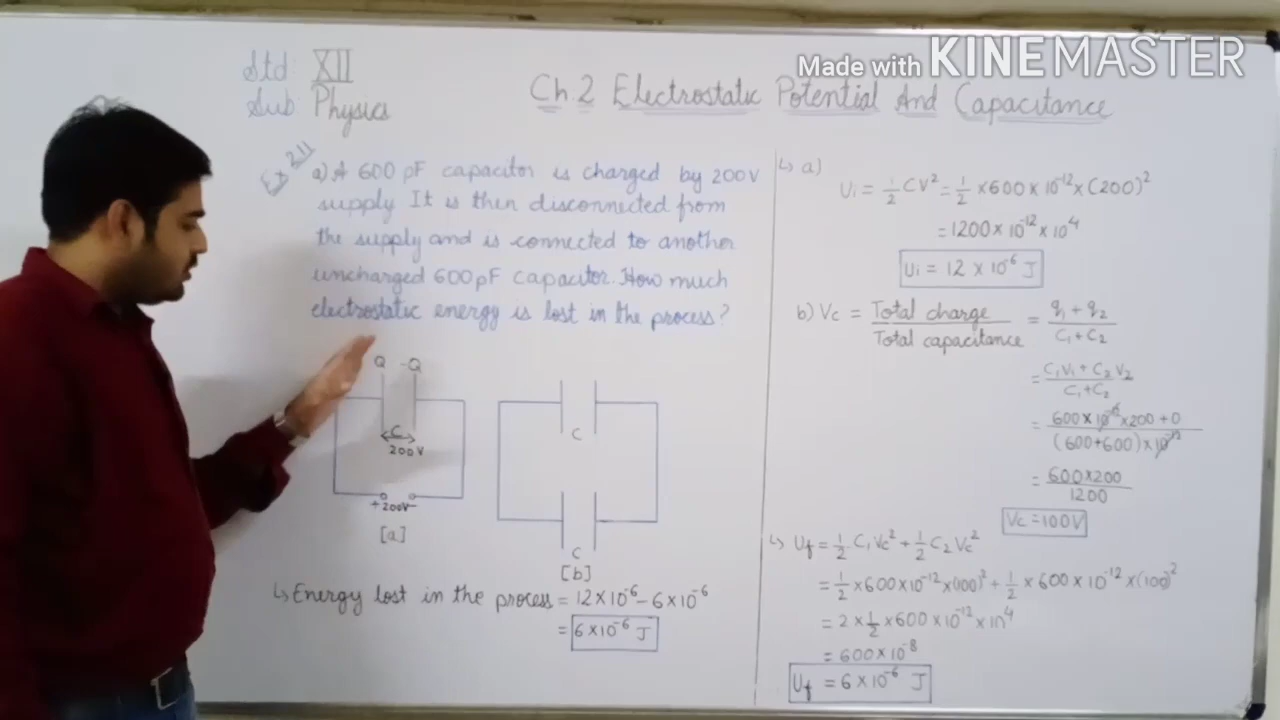 Made with KINEMASTER
Std XII
Sub Physics
Ch.2 Electrostatic Potential And Capacitance
Ex 2.11
a) A 600 pF capacitor is charged by 200V
supply It is then disconnected from
the supply and is connected to another
uncharged 600 pF capacitor. How much
electrostatic energy is lost in the process?
Q -Q
C
200V
+200V-
[a]
C
C
[b]
↳ Energy lost in the process = 12×10⁻⁶ - 6×10⁻⁶
= 6×10⁻⁶ J
↳ a)
Ui = 1/2 CV² = 1/2 ×600×10⁻¹²×(200)²
= 1200×10⁻¹²×10⁴
Ui = 12×10⁻⁶ J
b) Vc = Total charge / Total capacitance = q1 + q2 / C1 + C2
= C1V1 + C2V2 / C1+C2
= 600×10⁻⁶×200+0 / (600+600)×10
= 600×200 / 1200
Vc = 100V
↳ Uf = 1/2 C1Vc² + 1/2 C2Vc²
= 1/2 ×600×10⁻¹²×(100)² + 1/2 ×600×10⁻¹²×(100)²
= 2×1/2 ×600×10⁻¹²×10⁴
= 600×10⁻⁸
Uf = 6×10⁻⁶ J